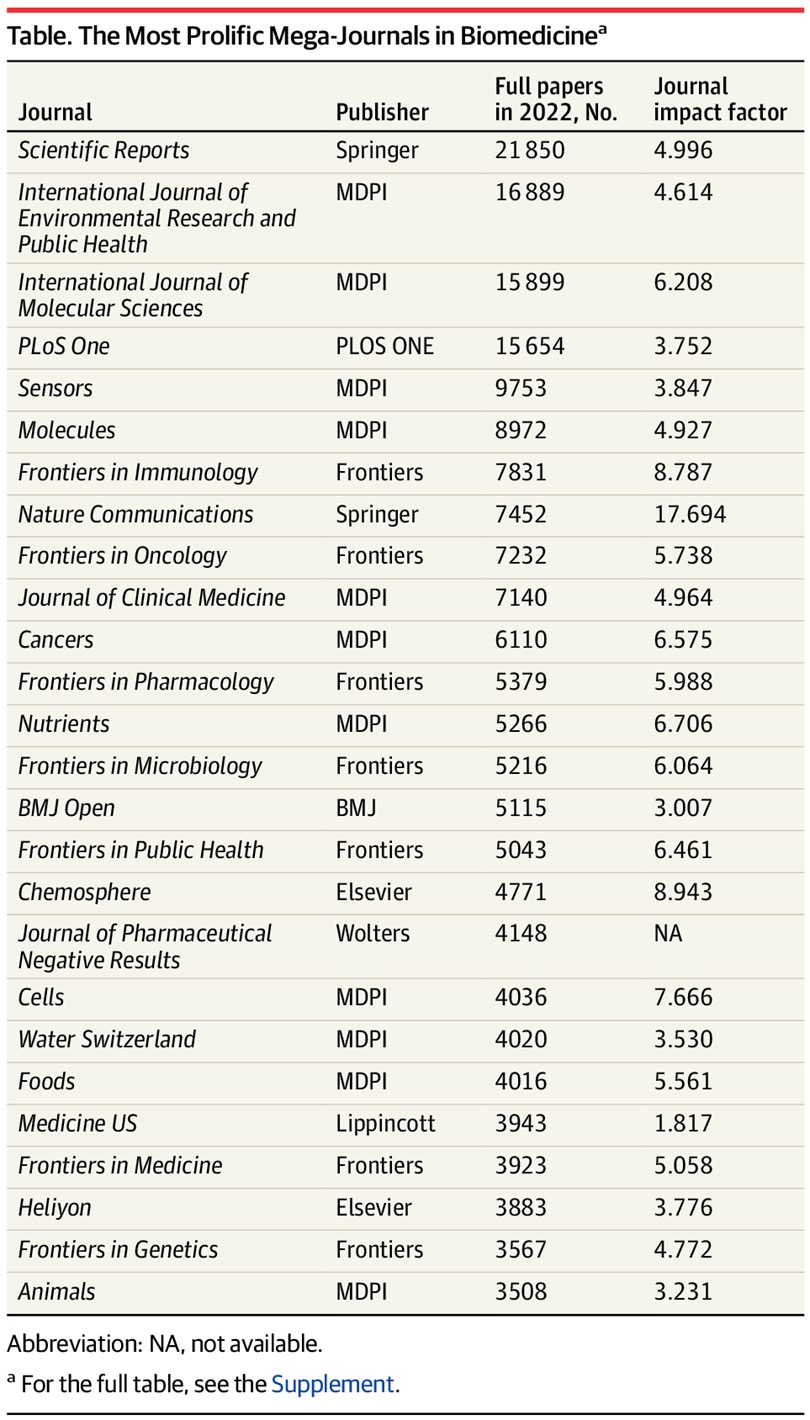 Table. The Most Prolific Mega-Journals in Biomedicineᵃ
Journal Publisher Full papers in 2022, No. Journal impact factor
Scientific Reports Springer 21 850 4.996
International Journal of Environmental Research and Public Health MDPI 16 889 4.614
International Journal of Molecular Sciences MDPI 15 899 6.208
PLoS One PLOS ONE 15 654 3.752
Sensors MDPI 9753 3.847
Molecules MDPI 8972 4.927
Frontiers in Immunology Frontiers 7831 8.787
Nature Communications Springer 7452 17.694
Frontiers in Oncology Frontiers 7232 5.738
Journal of Clinical Medicine MDPI 7140 4.964
Cancers MDPI 6110 6.575
Frontiers in Pharmacology Frontiers 5379 5.988
Nutrients MDPI 5266 6.706
Frontiers in Microbiology Frontiers 5216 6.064
BMJ Open BMJ 5115 3.007
Frontiers in Public Health Frontiers 5043 6.461
Chemosphere Elsevier 4771 8.943
Journal of Pharmaceutical Negative Results Wolters 4148 NA
Cells MDPI 4036 7.666
Water Switzerland MDPI 4020 3.530
Foods MDPI 4016 5.561
Medicine US Lippincott 3943 1.817
Frontiers in Medicine Frontiers 3923 5.058
Heliyon Elsevier 3883 3.776
Frontiers in Genetics Frontiers 3567 4.772
Animals MDPI 3508 3.231
Abbreviation: NA, not available.
ᵃ For the full table, see the Supplement.